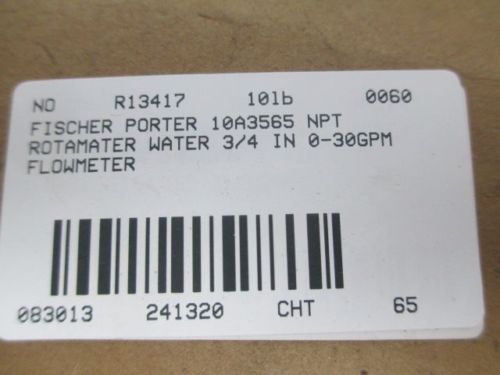 NO R13417 10lb 0060
FISCHER PORTER 10A3565 NPT
ROTAMATER WATER 3/4 IN 0-30GPM
FLOWMETER
083013 241320 CHT 65